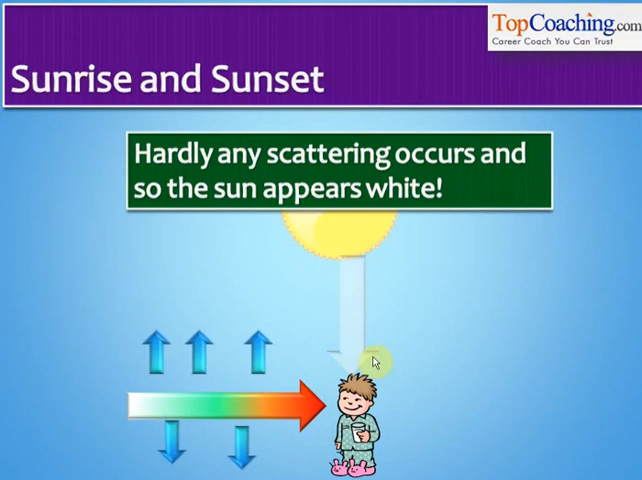 TopCoaching.com
Career Coach You Can Trust
Sunrise and Sunset
Hardly any scattering occurs and
so the sun appears white!